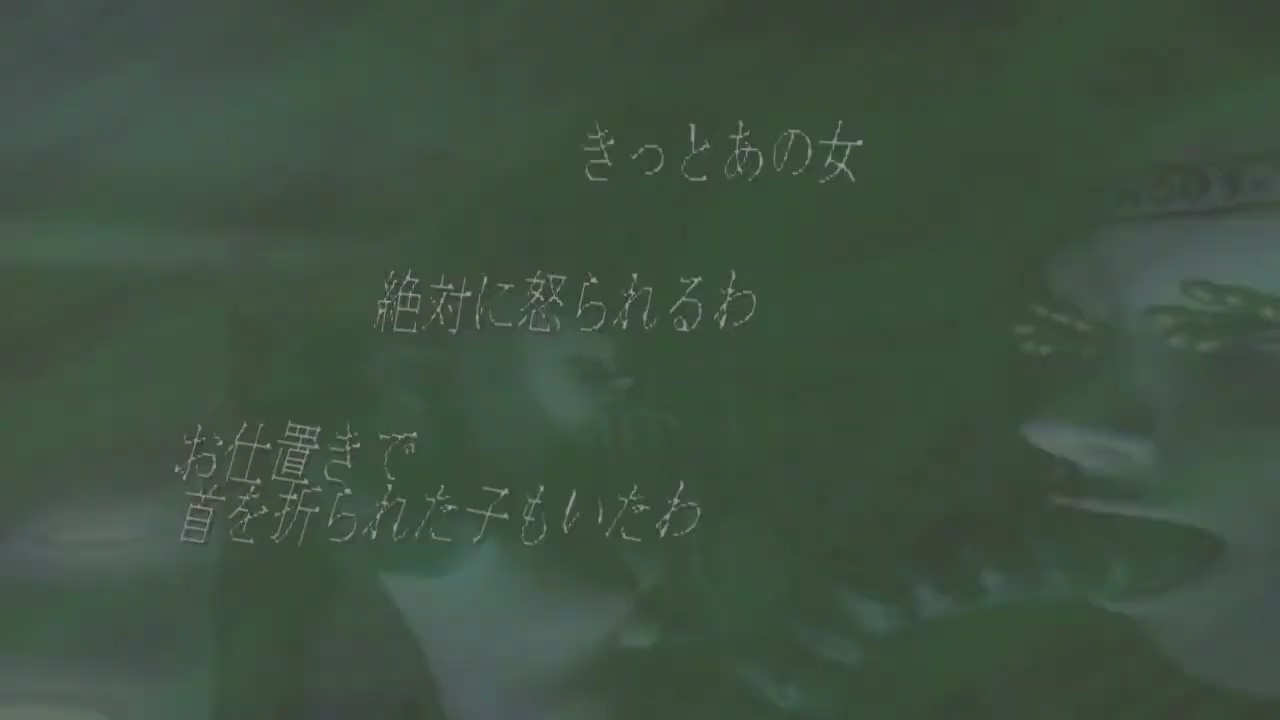 きっとあの女
絶対に怒られるわ
お仕置きで
首を折られた子もいたわ